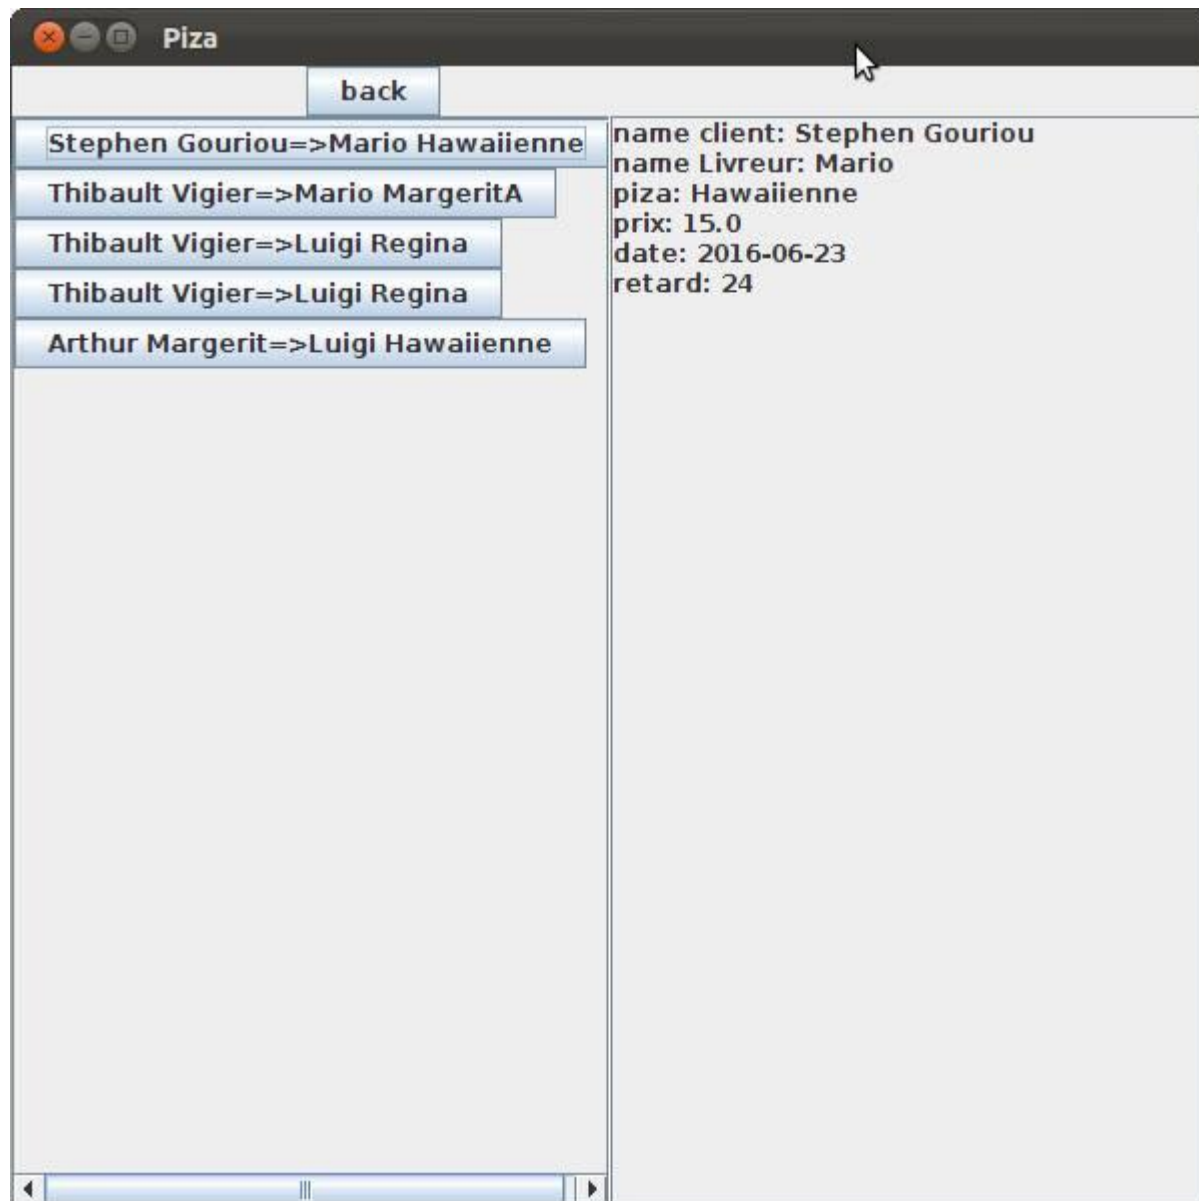 Piza
back
Stephen Gouriou=>Mario Hawaiienne
Thibault Vigier=>Mario MargeritA
Thibault Vigier=>Luigi Regina
Thibault Vigier=>Luigi Regina
Arthur Margerit=>Luigi Hawaiienne
name client: Stephen Gouriou
name Livreur: Mario
piza: Hawaiienne
prix: 15.0
date: 2016-06-23
retard: 24